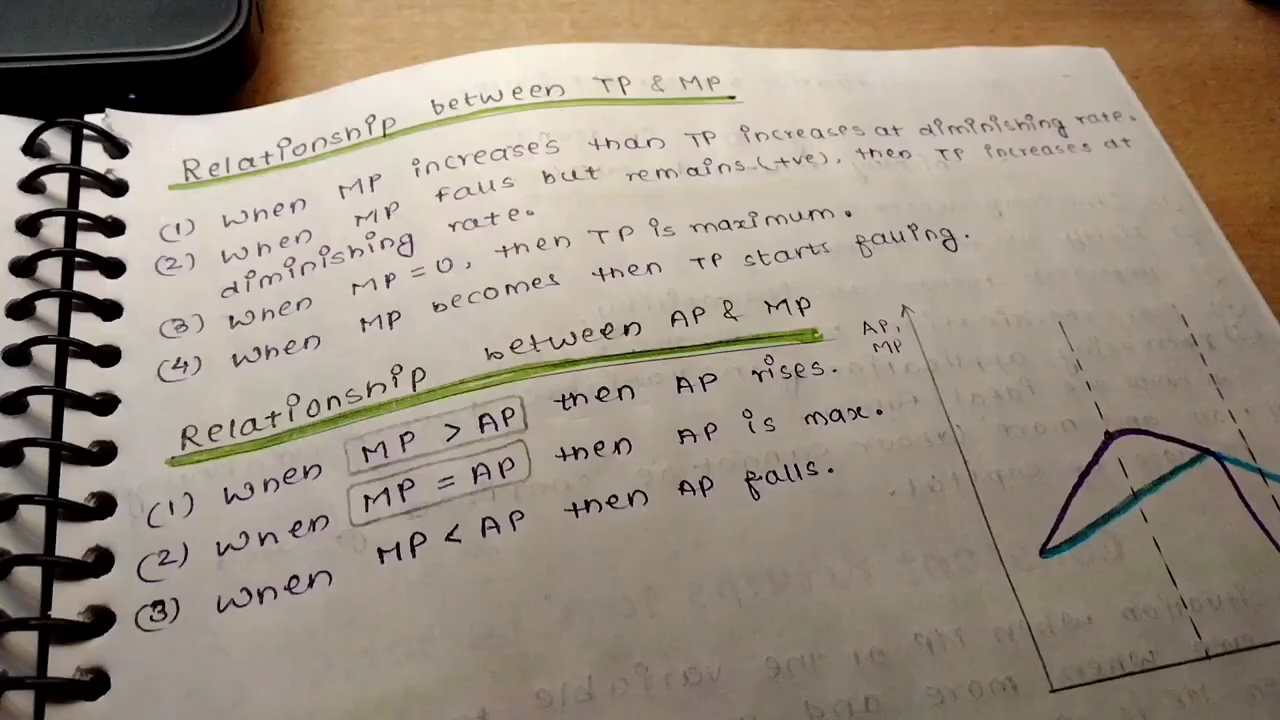 Relationship between TP & MP
(1) when MP increases than TP increases at diminishing rate.
(2) when MP falls but remains (+ve), then TP increases at
diminishing rate.
(3) when MP = 0, then TP is maximum.
(4) when MP becomes then TP starts falling.
Relationship between AP & MP
(1) when MP > AP then AP rises.
(2) when MP = AP then AP is max.
(3) when MP < AP then AP falls.
AP,
MP